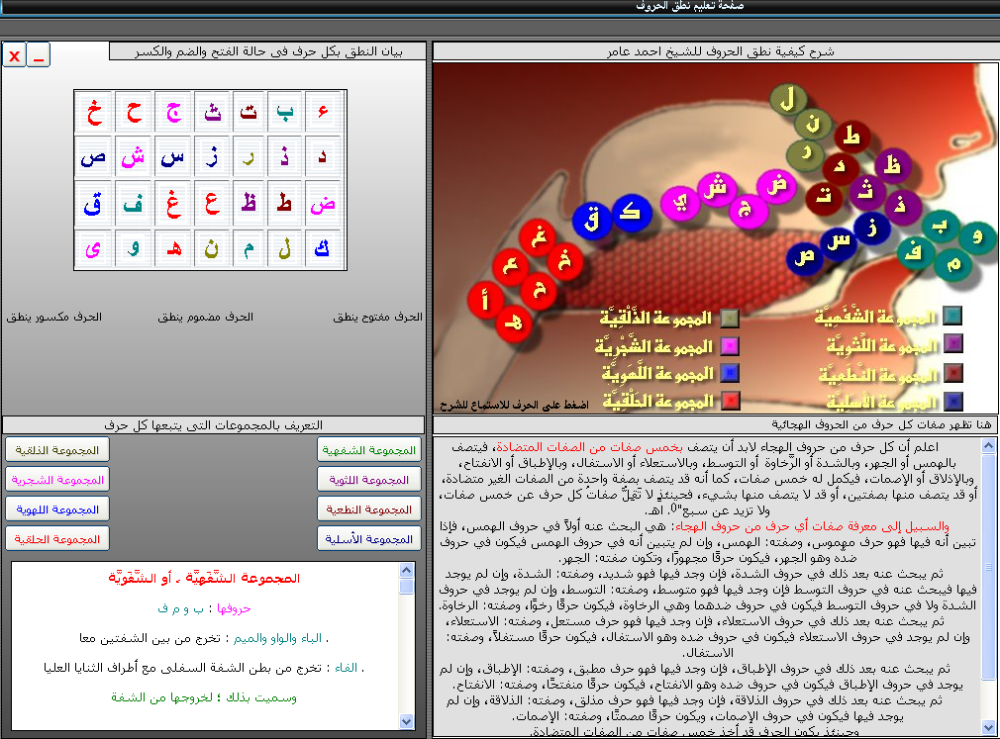 صفحة تعليم نطق الحروف
شرح كيفية نطق الحروف للشيخ احمد عامر
ل
ن
ر
ط
د
ت
ظ
ث
ذ
ز
س
ص
ب
و
ف
م
ض
ج
ش
ي
ك
ق
غ
خ
ع
ح
أ
هـ
المجموعة الشَّفَهِيَّة
المجموعة الذَّلْقِيَّة
المجموعة اللِّثَوِيَّة
المجموعة الشَّجْرِيَّة
المجموعة النِّطْعِيَّة
المجموعة اللَّهَوِيَّة
المجموعة الأسلِيَّة
المجموعة الحَلْقِيَّة
اضغط على الحرف للاستماع للشرح
هنا تظهر صفات كل حرف من الحروف الهجائية
اعلم أن كل حرف من حروف الهجاء لابد أن يتصف بخمس صفات من الصفات المتضادة، فيتصف
بالهمس أو الجهر، وبالشدة أو الرَّخاوة أو التوسط، وبالاستعلاء أو الاستفال، وبالإطباق أو الانفتاح،
وبالإذلاق أو الإصمات، فيكمل له خمس صفات، كما أنه قد يتصف بصفة واحدة من الصفات الغير متضادة،
أو قد يتصف منها بصفتين، أو قد لا يتصف منها بشيء، فحينئذٍ لا تَقِلُّ صفاتُ كل حرف عن خمس صفات،
ولا تزيد عن سبع"0. اهـ.
والسبيل إلى معرفة صفات أي حرف من حروف الهجاء: هي البحث عنه أولاً في حروف الهمس، فإذا
تبين أنه فيها فهو حرف مهموس، وصفته: الهمس، وإن لم يتبين أنه في حروف الهمس فيكون في حروف
ضده وهو الجهر، فيكون حرفًا مجهورًا، وتكون صفته: الجهر.
ثم يبحث عنه بعد ذلك في حروف الشدة، فإن وجد فيها فهو شديد، وصفته: الشدة، وإن لم يوجد
فيها فيبحث عنه في حروف التوسط فإن وجد فيها فهو متوسط، وصفته: التوسط، وإن لم يوجد في حروف
الشدة ولا في حروف التوسط فيكون في حروف ضدهما وهي الرخاوة، فيكون حرفًا رخوًا، وصفته: الرخاوة.
ثم يبحث عنه بعد ذلك في حروف الاستعلاء، فإن وجد فيها فهو حرف مستعل، وصفته: الاستعلاء،
وإن لم يوجد في حروف الاستعلاء فيكون في حروف ضده وهو الاستفال، فيكون حرفًا مستفلاً، وصفته:
الاستفال.
ثم يبحث عنه بعد ذلك في حروف الإطباق، فإن وجد فيها فهو حرف مطبق، وصفته: الإطباق، وإن لم
يوجد في حروف الإطباق فيكون في حروف ضده وهو الانفتاح، فيكون حرفًا منفتحًا، وصفته: الانفتاح.
ثم يبحث عنه بعد ذلك في حروف الذلاقة، فإن وجد فيها فهو حرف مذلق، وصفته: الذلاقة، وإن لم
يوجد فيها فيكون في حروف الإصمات، ويكون حرفًا مصمتًا، وصفته: الإصمات.
وحينئذ يكون الحرف قد أخذ خمس صفات من الصفات المتضادة.
بيان النطق بكل حرف فى حالة الفتح والضم والكسر
X _
ء ب ت ث ج ح خ
د ذ ر ز س ش ص
ض ط ظ ع غ ف ق
ك ل م ن هـ و ى
الحرف مفتوح ينطق
الحرف مضموم ينطق
الحرف مكسور ينطق
التعريف بالمجموعات التى يتبعها كل حرف
المجموعة الشفهية
المجموعة الذلقية
المجموعة اللثوية
المجموعة الشجرية
المجموعة النطعية
المجموعة اللهوية
المجموعة الأسلية
المجموعة الحلقية
المجموعة الشَّفَهِيَّة ـ أو الشَّفَوِيَّة
حروفها : ب و م ف
. الباء والواو والميم : تخرج من بين الشفتين معا
. الفاء : تخرج من بطن الشفة السفلى مع أطراف الثنايا العليا
وسميت بذلك ؛ لخروجها من الشفة